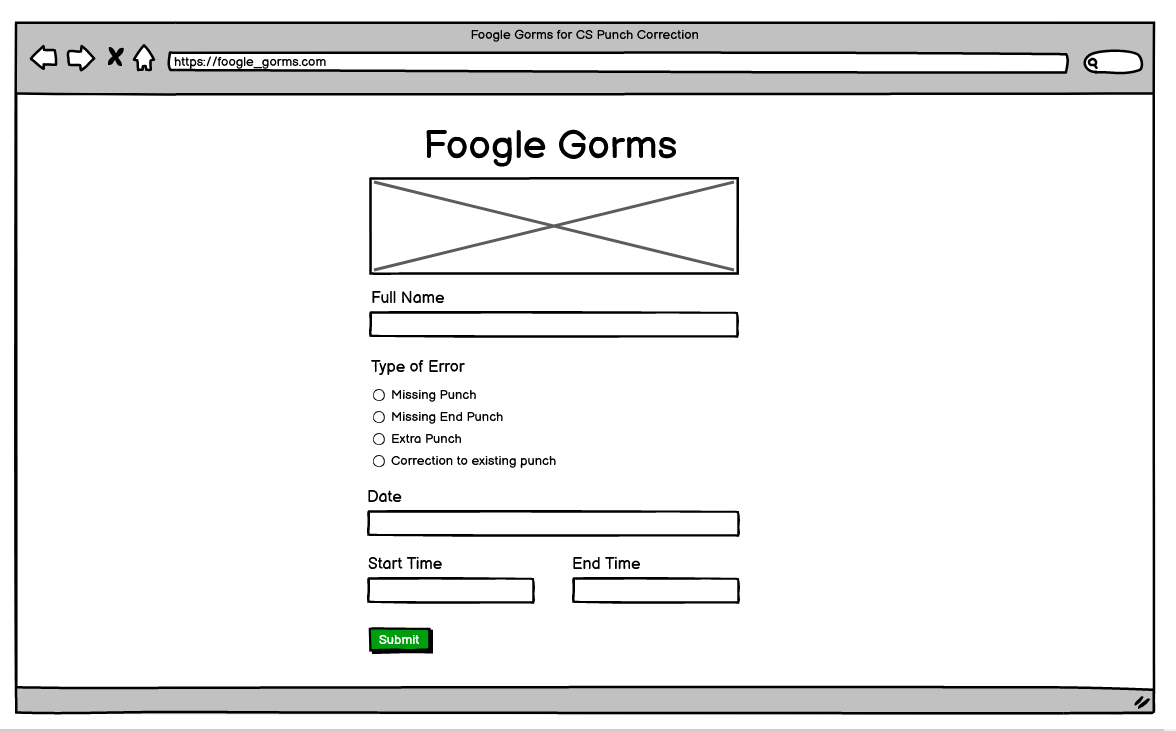 Foogle Gorms for CS Punch Correction
https://foogle_gorms.com
Foogle Gorms
Full Name
Type of Error
Missing Punch
Missing End Punch
Extra Punch
Correction to existing punch
Date
Start Time
End Time
Submit